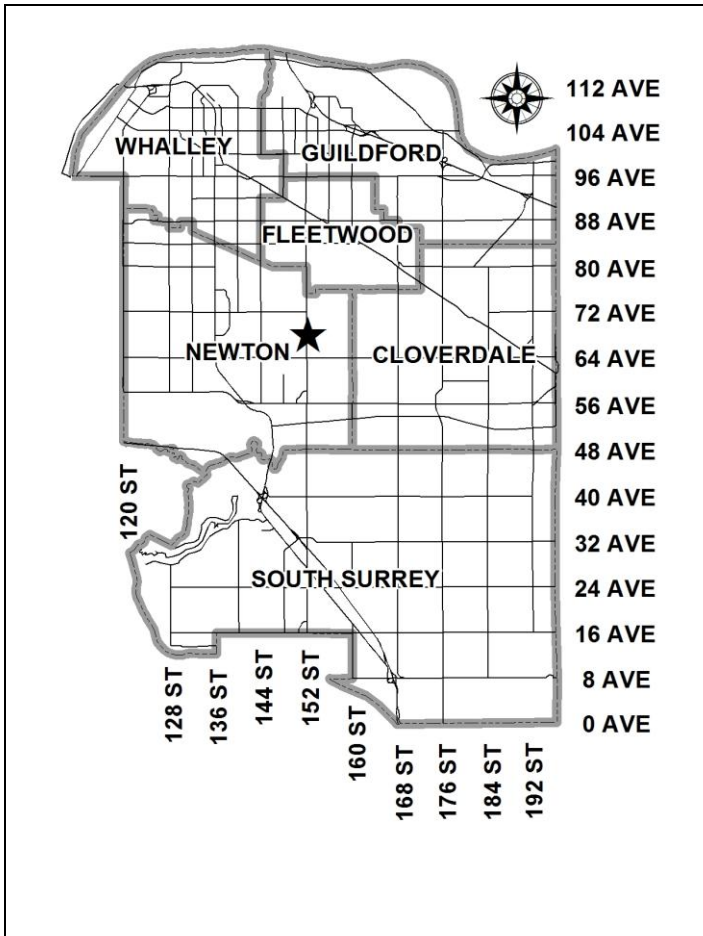 112 AVE
104 AVE
WHALLEY
GUILDFORD
96 AVE
88 AVE
FLEETWOOD
80 AVE
72 AVE
NEWTON
CLOVERDALE
64 AVE
56 AVE
48 AVE
120 ST
40 AVE
32 AVE
SOUTH SURREY
24 AVE
16 AVE
128 ST
136 ST
144 ST
152 ST
160 ST
168 ST
176 ST
184 ST
192 ST
8 AVE
0 AVE